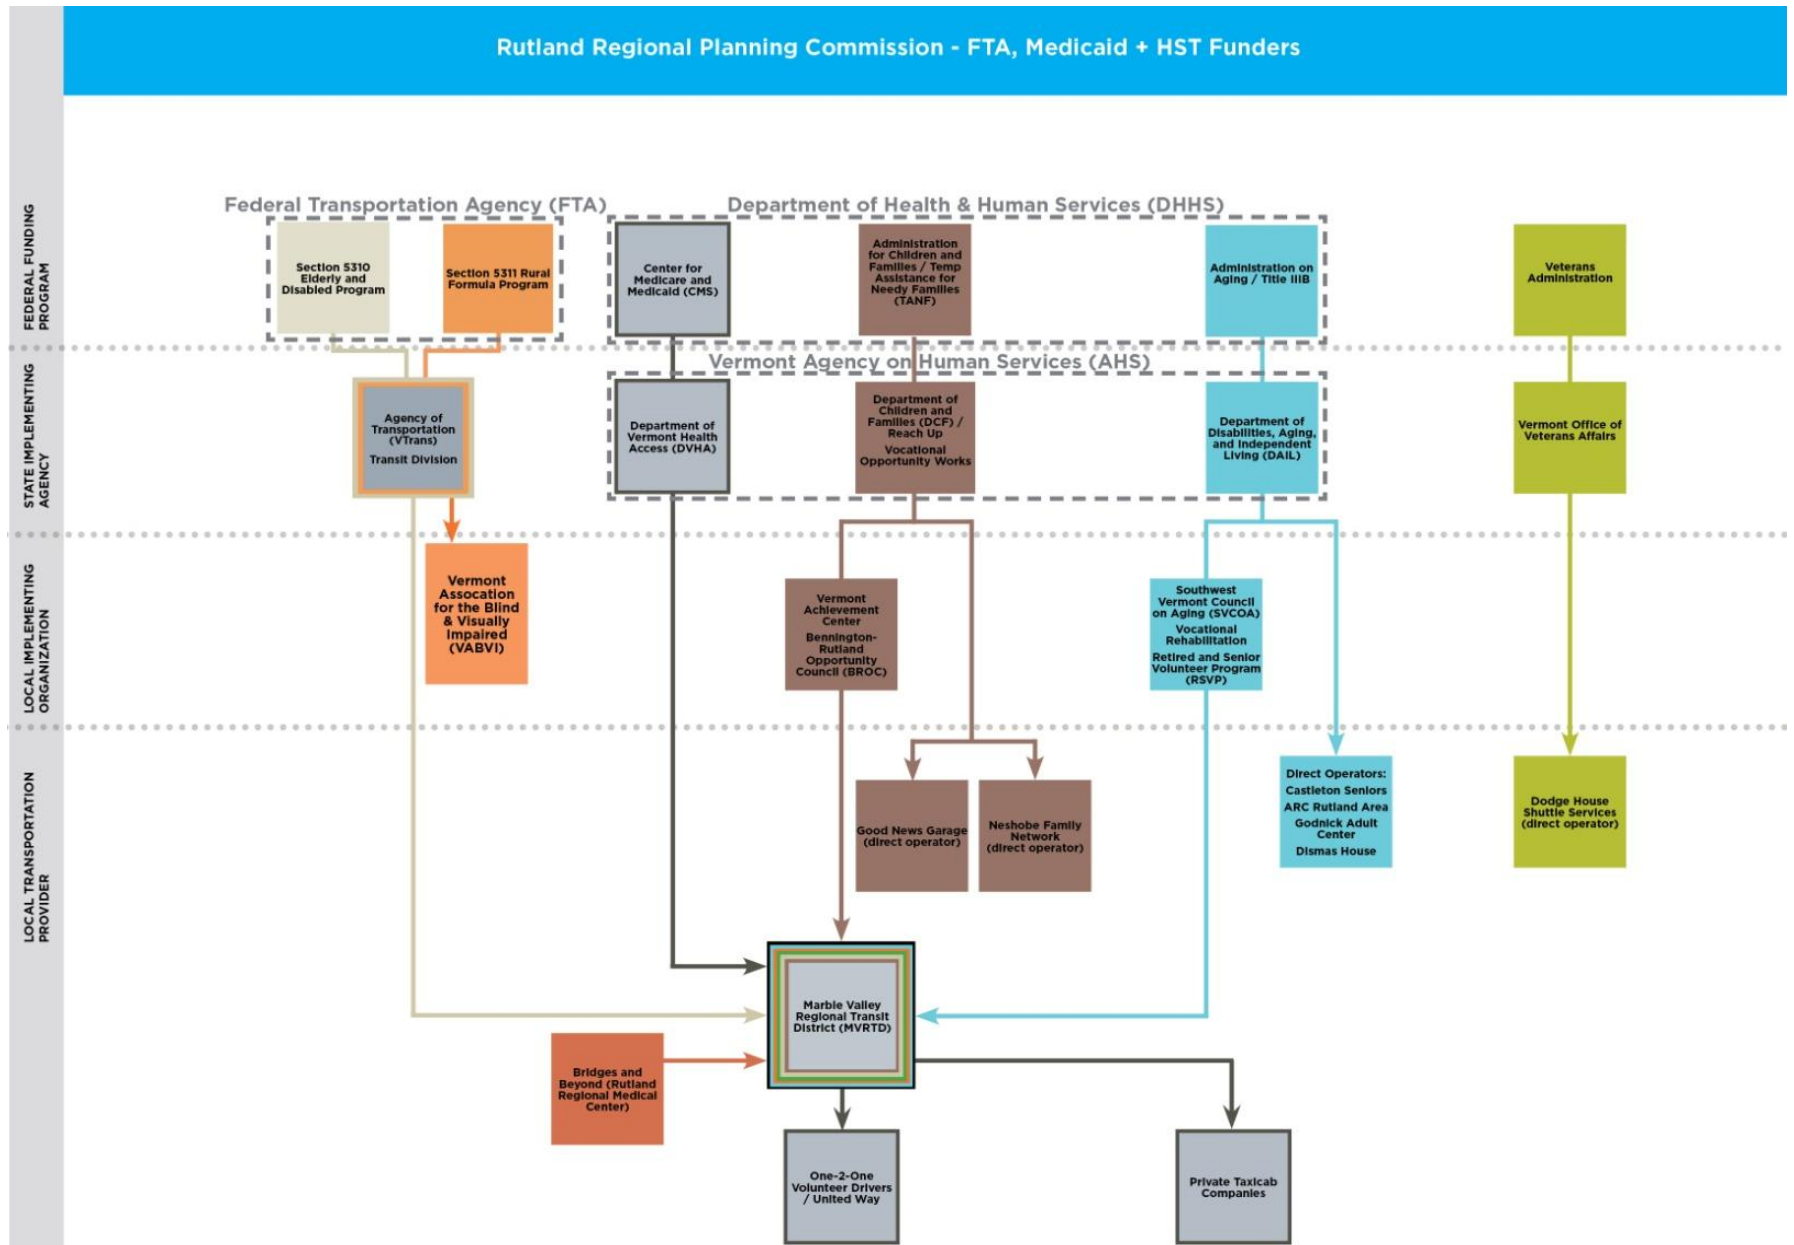 Rutland Regional Planning Commission - FTA, Medicaid + HST Funders
FEDERAL FUNDING
PROGRAM
Federal Transportation Agency (FTA)
Department of Health & Human Services (DHHS)
Section 5310
Elderly and
Disabled Program
Section 5311 Rural
Formula Program
Center for
Medicare and
Medicaid (CMS)
Administration
for Children and
Families / Temp
Assistance for
Needy Families
(TANF)
Administration on
Aging / Title IIIB
Veterans
Administration
STATE IMPLEMENTING
AGENCY
Vermont Agency on Human Services (AHS)
Agency of
Transportation
(VTrans)
Transit Division
Department of
Vermont Health
Access (DVHA)
Department of
Children and
Families (DCF) /
Reach Up
Vocational
Opportunity Works
Department of
Disabilities, Aging,
and Independent
Living (DAIL)
Vermont Office of
Veterans Affairs
LOCAL IMPLEMENTING
ORGANIZATION
Vermont
Assocation
for the Blind
& Visually
Impaired
(VABVI)
Vermont
Achievement
Center
Bennington-
Rutland
Opportunity
Council (BROC)
Southwest
Vermont Council
on Aging (SVCOA)
Vocational
Rehabilitation
Retired and Senior
Volunteer Program
(RSVP)
LOCAL TRANSPORTATION
PROVIDER
Good News Garage
(direct operator)
Neshobe Family
Network
(direct operator)
Direct Operators:
Castleton Seniors
ARC Rutland Area
Godnick Adult
Center
Dismas House
Dodge House
Shuttle Services
(direct operator)
Marble Valley
Regional Transit
District (MVRTD)
Bridges and
Beyond (Rutland
Regional Medical
Center)
One-2-One
Volunteer Drivers
/ United Way
Private Taxicab
Companies